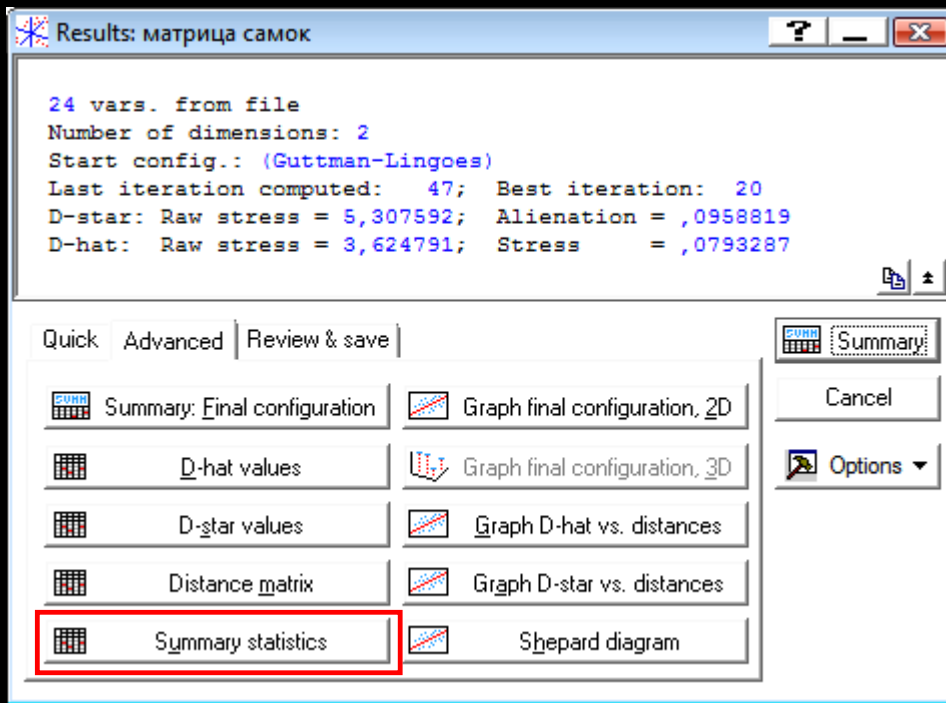 Results: матрица самок
?
24 vars. from file
Number of dimensions: 2
Start config.: (Guttman-Lingoes)
Last iteration computed: 47; Best iteration: 20
D-star: Raw stress = 5,307592; Alienation = ,0958819
D-hat: Raw stress = 3,624791; Stress = ,0793287
Quick Advanced Review & save
Summary: Final configuration
Graph final configuration, 2D
D-hat values
Graph final configuration, 3D
D-star values
Graph D-hat vs. distances
Distance matrix
Graph D-star vs. distances
Summary statistics
Shepard diagram
SUMM Summary
Cancel
Options